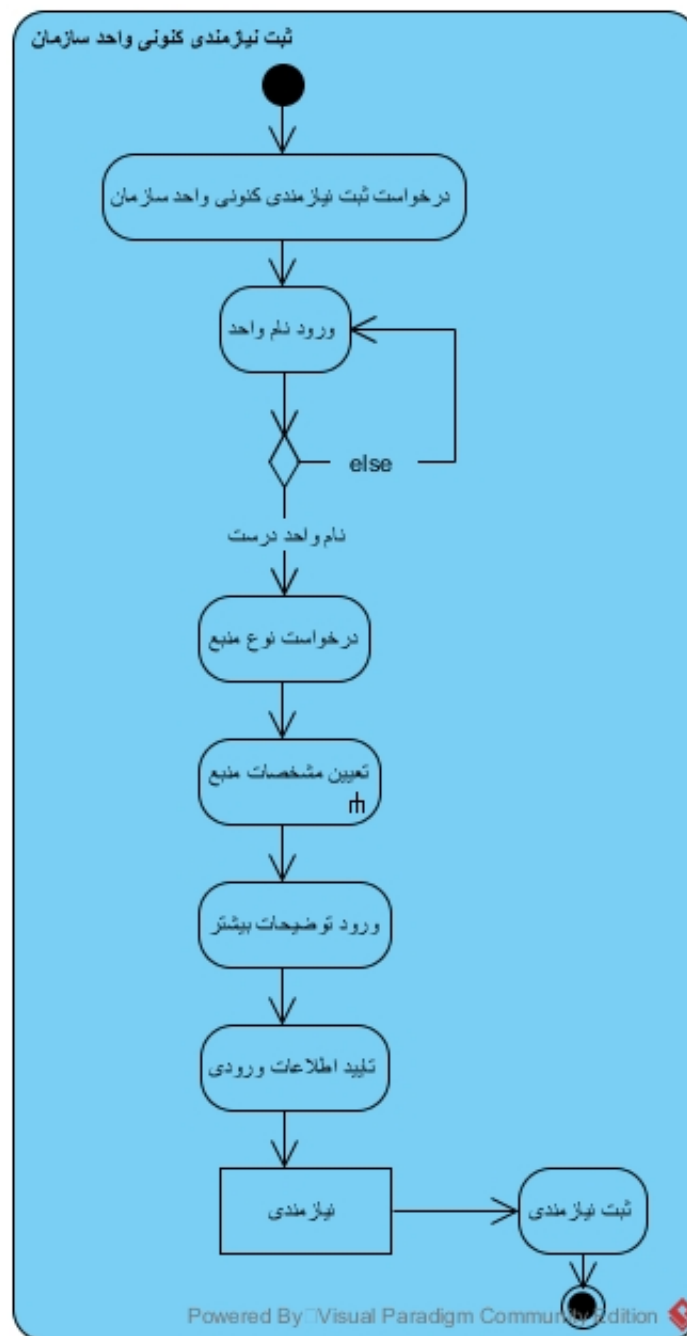 ثبت نیازمندی کنونی واحد سازمان
درخواست ثبت نیازمندی کنونی واحد سازمان
ورود نام واحد
else
نام واحد درست
درخواست نوع منبع
تعیین مشخصات منبع
ورود توضیحات بیشتر
تایید اطلاعات ورودی
نیازمندی
ثبت نیازمندی
Powered By Visual Paradigm Community Edition